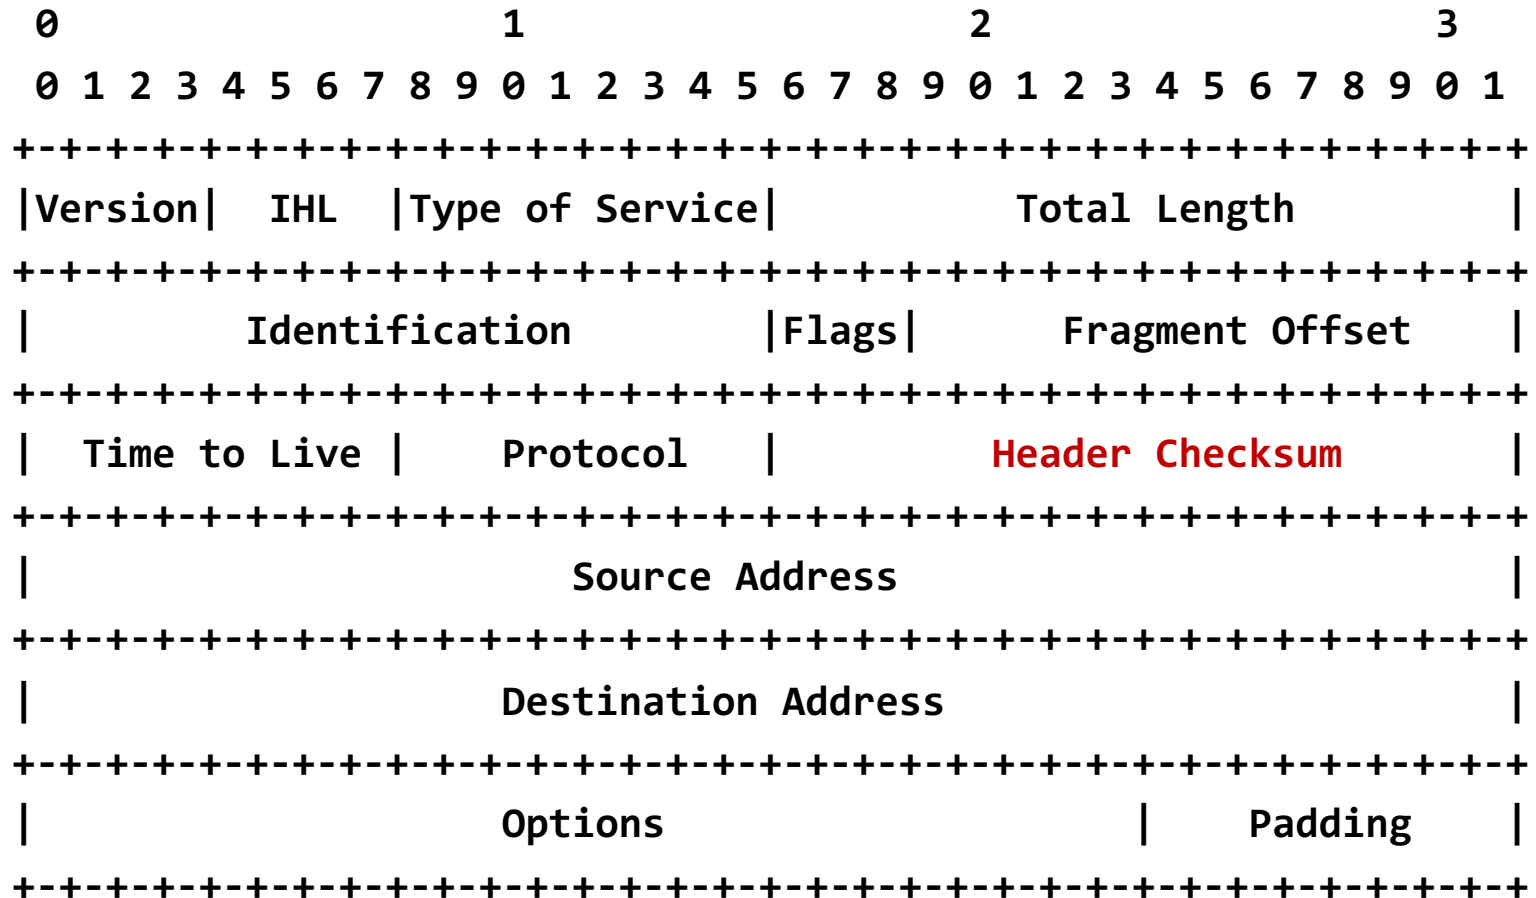 0                   1                   2                   3
 0 1 2 3 4 5 6 7 8 9 0 1 2 3 4 5 6 7 8 9 0 1 2 3 4 5 6 7 8 9 0 1
+-+-+-+-+-+-+-+-+-+-+-+-+-+-+-+-+-+-+-+-+-+-+-+-+-+-+-+-+-+-+-+-+
|Version|  IHL  |Type of Service|          Total Length         |
+-+-+-+-+-+-+-+-+-+-+-+-+-+-+-+-+-+-+-+-+-+-+-+-+-+-+-+-+-+-+-+-+
|         Identification        |Flags|      Fragment Offset    |
+-+-+-+-+-+-+-+-+-+-+-+-+-+-+-+-+-+-+-+-+-+-+-+-+-+-+-+-+-+-+-+-+
|  Time to Live |    Protocol   |         Header Checksum       |
+-+-+-+-+-+-+-+-+-+-+-+-+-+-+-+-+-+-+-+-+-+-+-+-+-+-+-+-+-+-+-+-+
|                       Source Address                          |
+-+-+-+-+-+-+-+-+-+-+-+-+-+-+-+-+-+-+-+-+-+-+-+-+-+-+-+-+-+-+-+-+
|                    Destination Address                        |
+-+-+-+-+-+-+-+-+-+-+-+-+-+-+-+-+-+-+-+-+-+-+-+-+-+-+-+-+-+-+-+-+
|                    Options                    |    Padding    |
+-+-+-+-+-+-+-+-+-+-+-+-+-+-+-+-+-+-+-+-+-+-+-+-+-+-+-+-+-+-+-+-+